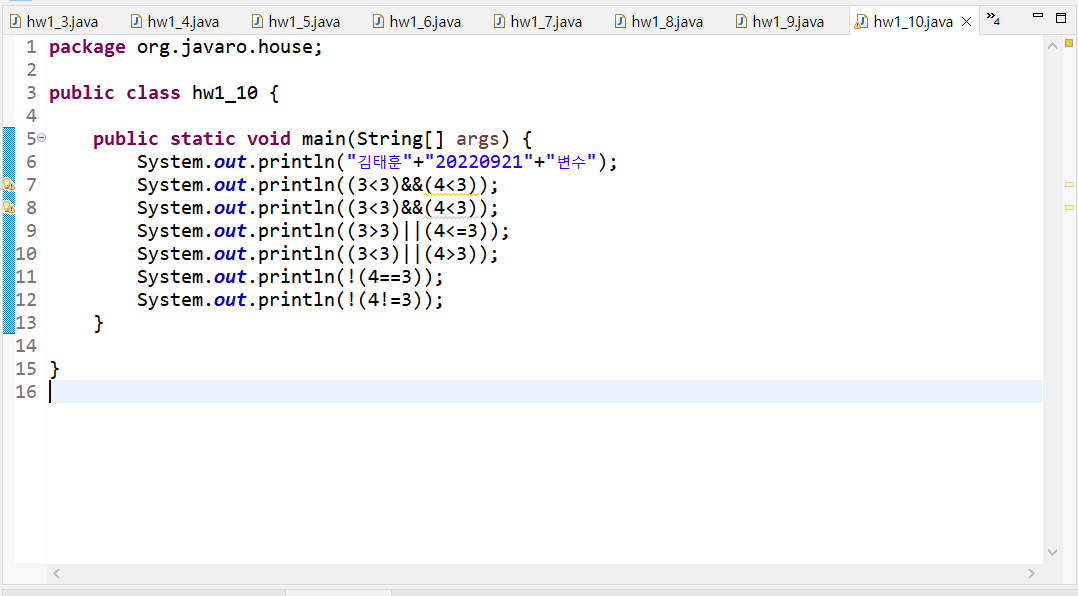 hw1_3.java hw1_4.java hw1_5.java hw1_6.java hw1_7.java hw1_8.java hw1_9.java hw1_10.java »4
1 package org.javaro.house;
2
3 public class hw1_10 {
4
5 public static void main(String[] args) {
6 System.out.println("김태훈"+"20220921"+"변수");
7 System.out.println((3<3)&&(4<3));
8 System.out.println((3<3)&&(4<3));
9 System.out.println((3>3)||(4<=3));
10 System.out.println((3<3)||(4>3));
11 System.out.println(!(4==3));
12 System.out.println(!(4!=3));
13 }
14
15 }
16